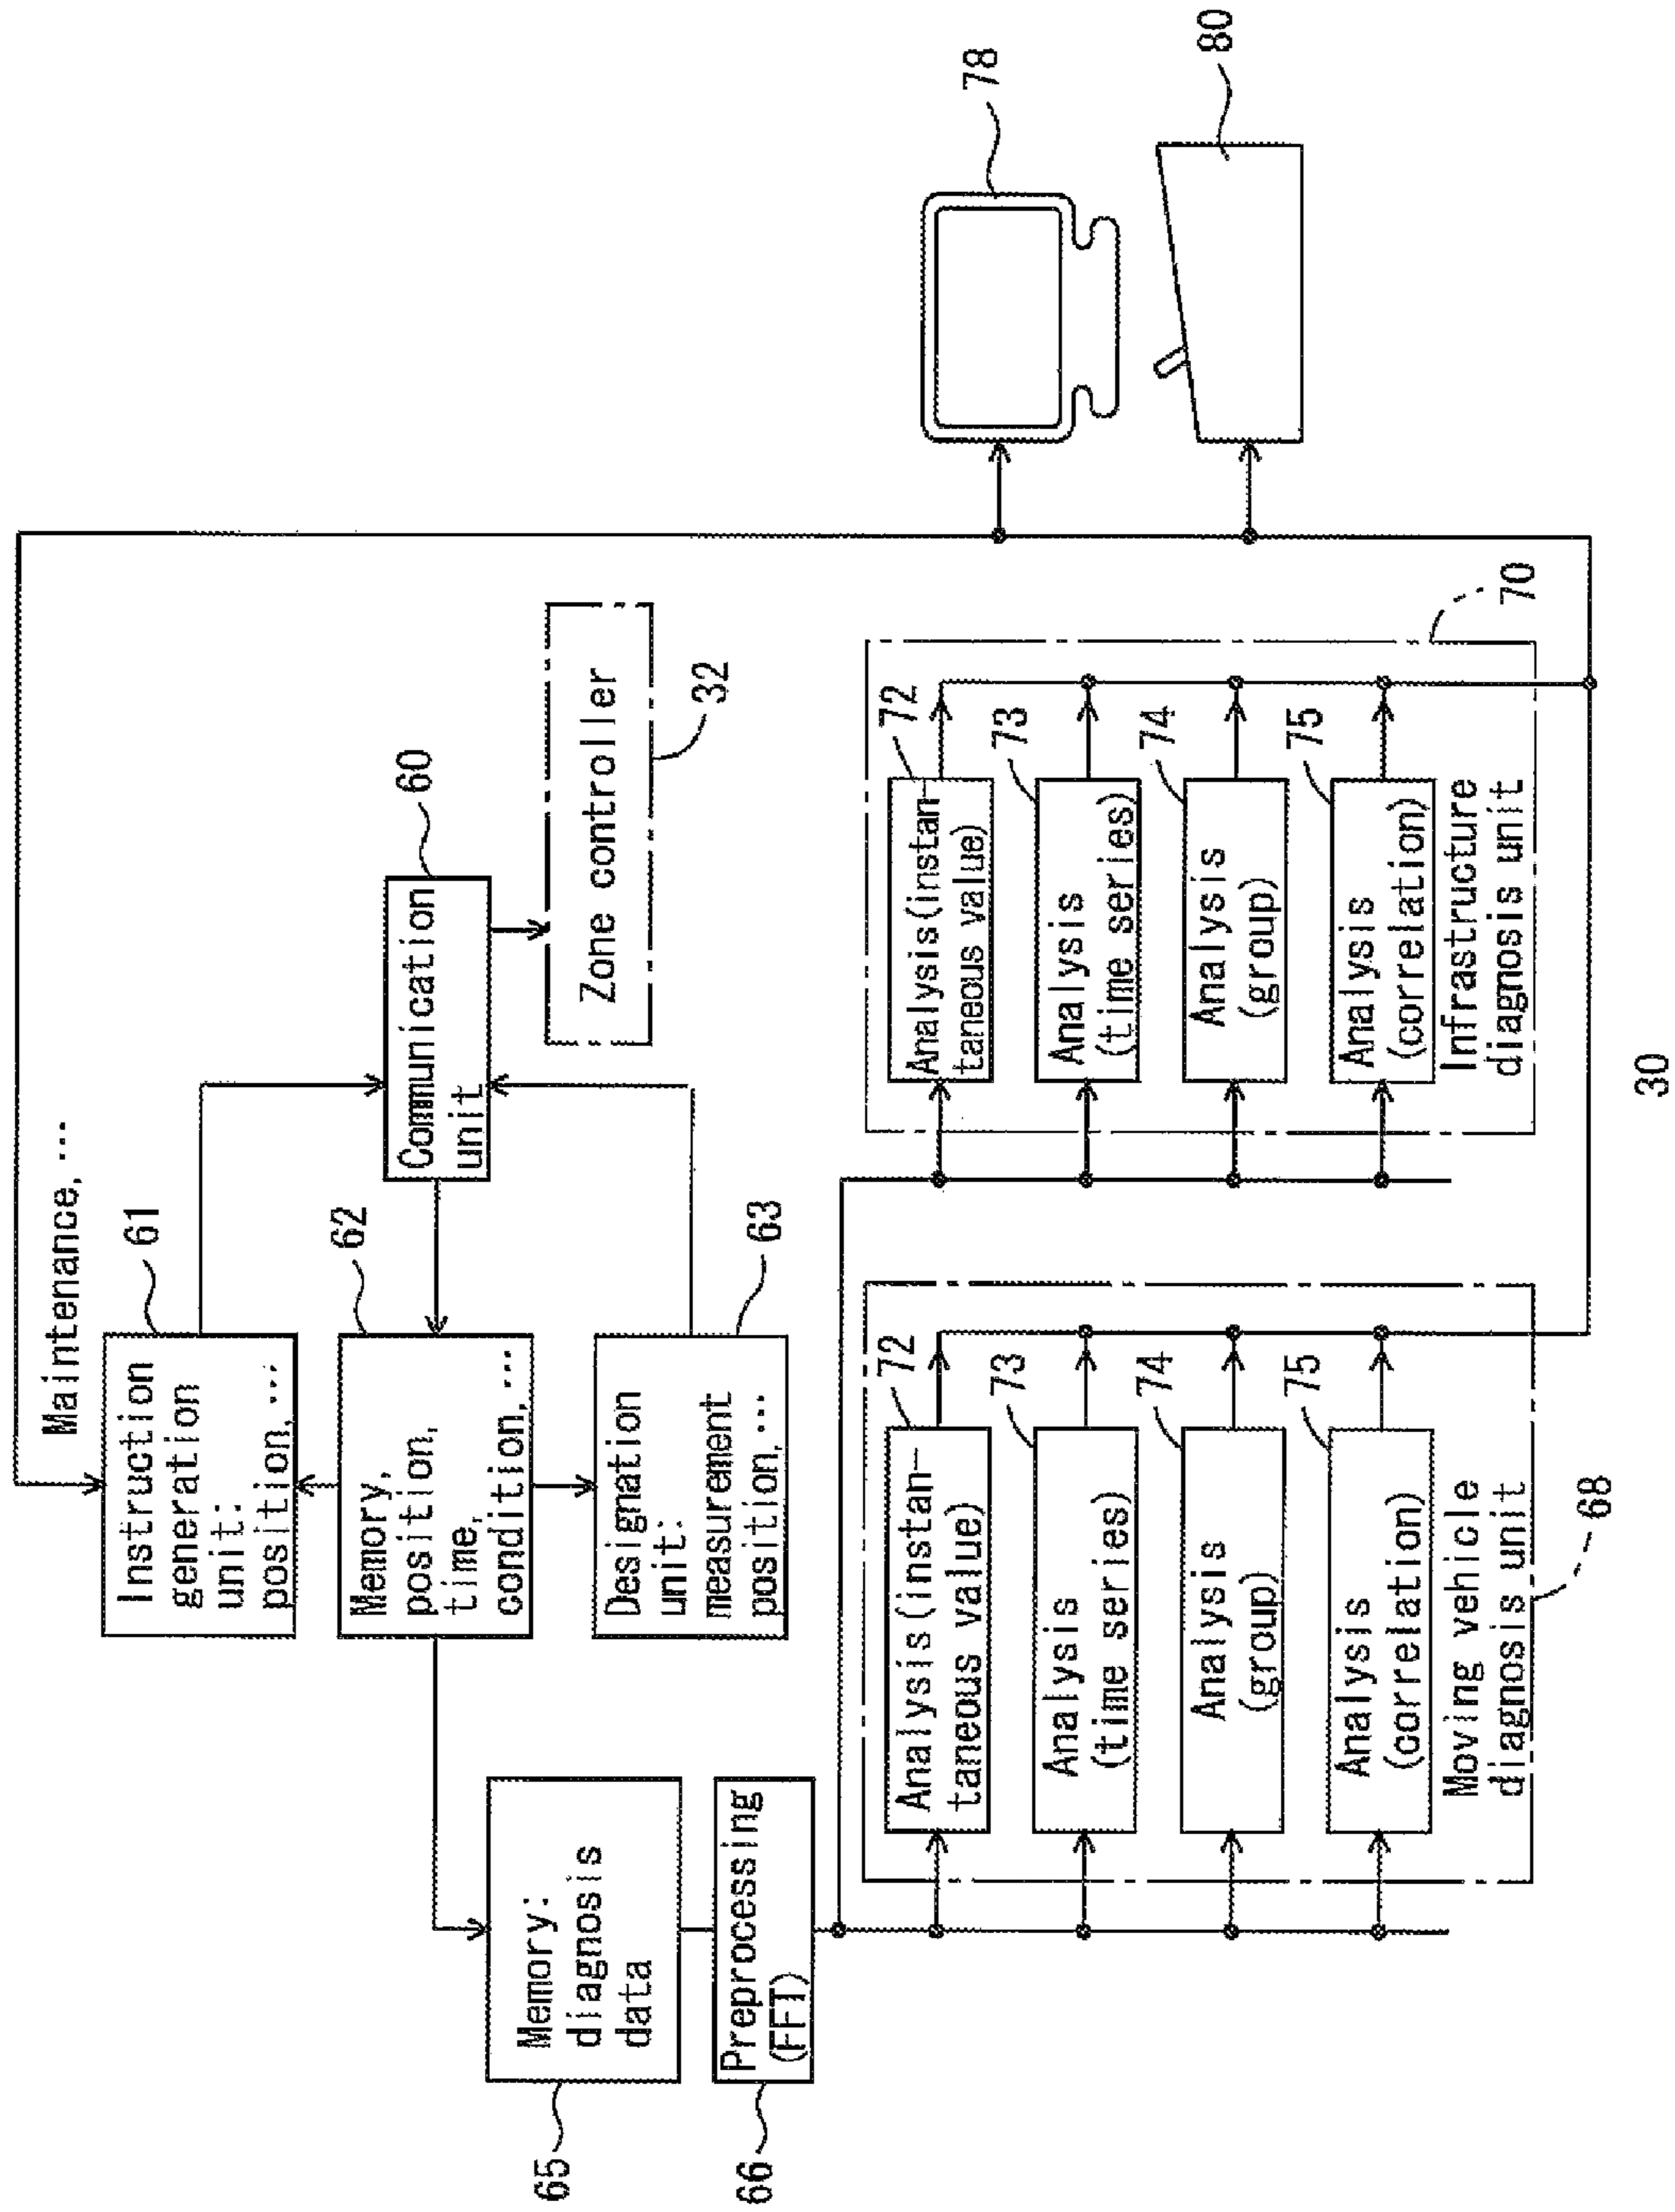 Maintenance, ...
61
Instruction
generation
unit:
position, ...
62
Memory,
position,
time,
condition, ...
63
Designation
unit:
measurement
position, ...
60
Communication
unit
Zone controller
32
65
Memory:
diagnosis
data
66
Preprocessing
(FFT)
72
Analysis(instan-
taneous value)
73
Analysis
(time series)
74
Analysis
(group)
75
Analysis
(correlation)
Moving vehicle
diagnosis unit
68
72
Analysis(instan-
taneous value)
73
Analysis
(time series)
74
Analysis
(group)
75
Analysis
(correlation)
Infrastructure
diagnosis unit
70
78
80
30